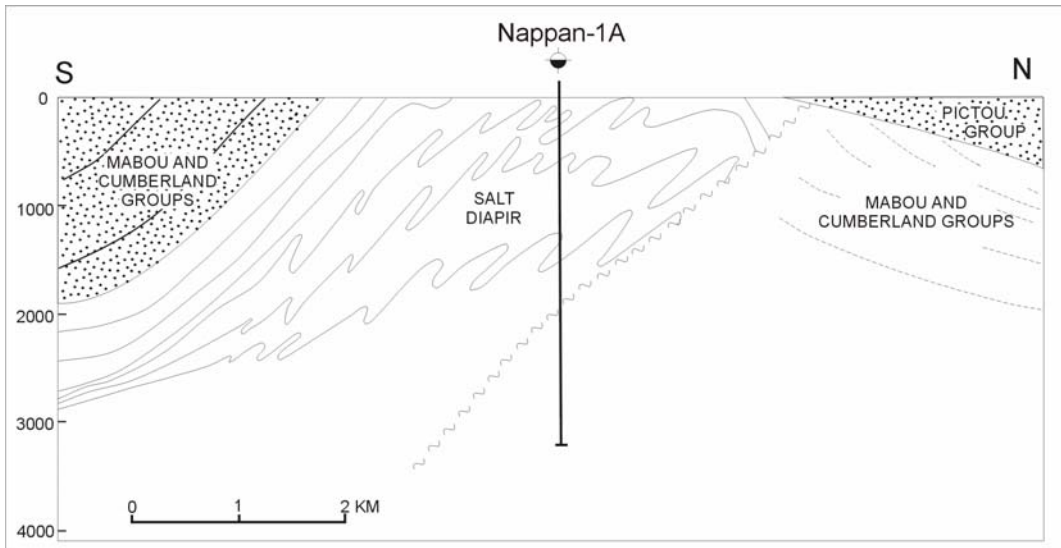 Nappan-1A
S
N
0
PICTOU
GROUP
MABOU AND
CUMBERLAND
GROUPS
1000
SALT
DIAPIR
MABOU AND
CUMBERLAND GROUPS
2000
3000
0 1 2 KM
4000